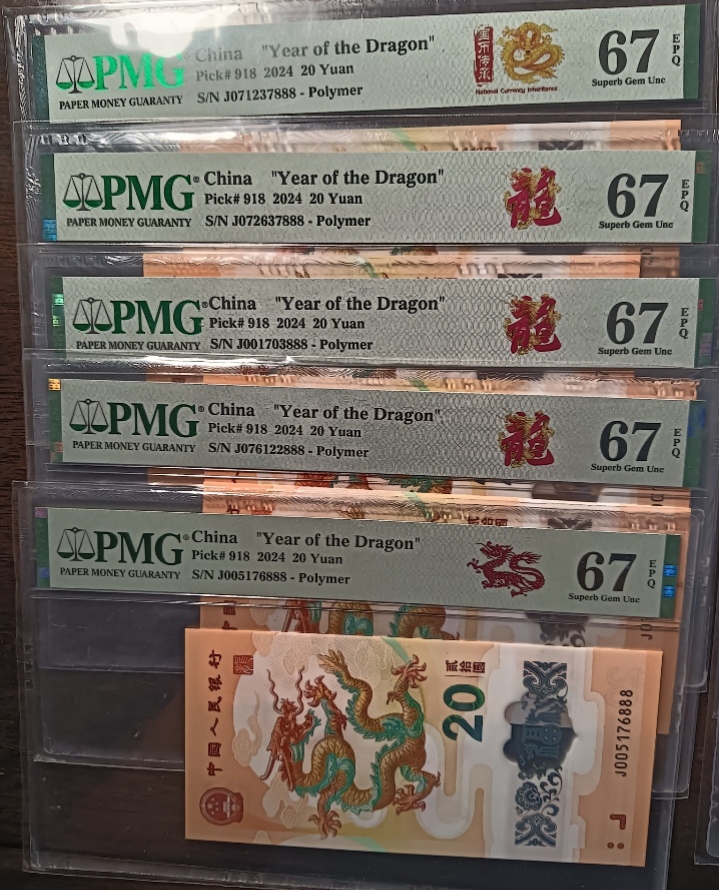 PMG
PAPER MONEY GUARANTY
China "Year of the Dragon"
Pick# 918 2024 20 Yuan
S/N J071237888 - Polymer
National Currency Inheritance
67
EPQ
Superb Gem Unc
PMG®
PAPER MONEY GUARANTY
China "Year of the Dragon"
Pick# 918 2024 20 Yuan
S/N J072637888 - Polymer
龍
67
EPQ
Superb Gem Unc
PMG®
PAPER MONEY GUARANTY
China "Year of the Dragon"
Pick# 918 2024 20 Yuan
S/N J001703888 - Polymer
龍
67
EPQ
Superb Gem Unc
PMG®
PAPER MONEY GUARANTY
China "Year of the Dragon"
Pick# 918 2024 20 Yuan
S/N J076122888 - Polymer
龍
67
EPQ
Superb Gem Unc
PMG®
PAPER MONEY GUARANTY
China "Year of the Dragon"
Pick# 918 2024 20 Yuan
S/N J005176888 - Polymer
67
EPQ
Superb Gem Unc
中國人民银行
20
贰拾圆
福
J005176888